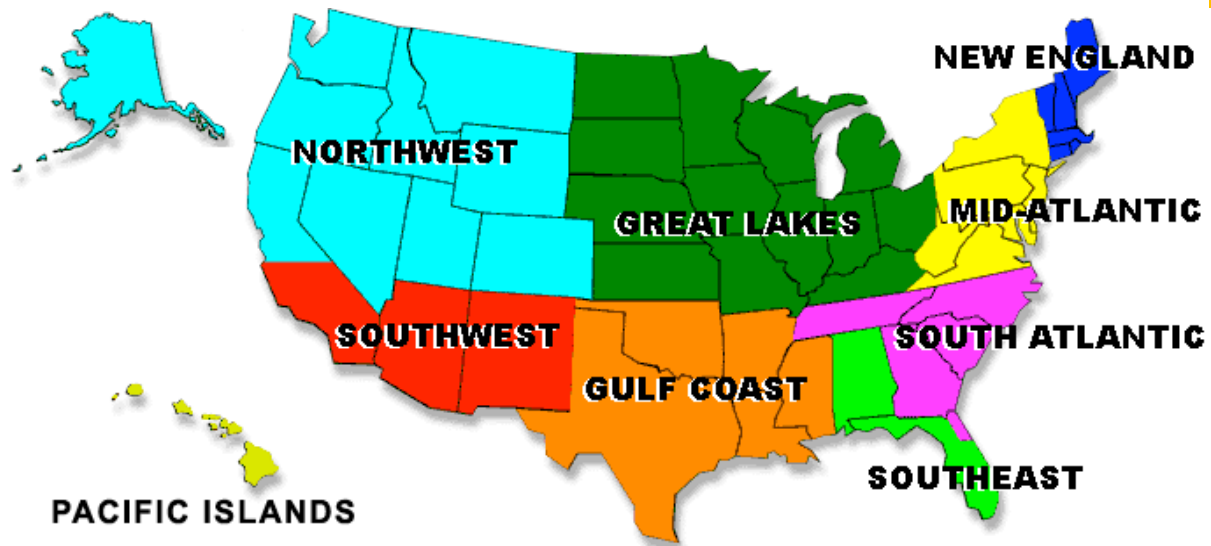 NEW ENGLAND
NORTHWEST
MID-ATLANTIC
GREAT LAKES
SOUTHWEST
SOUTH ATLANTIC
GULF COAST
SOUTHEAST
PACIFIC ISLANDS